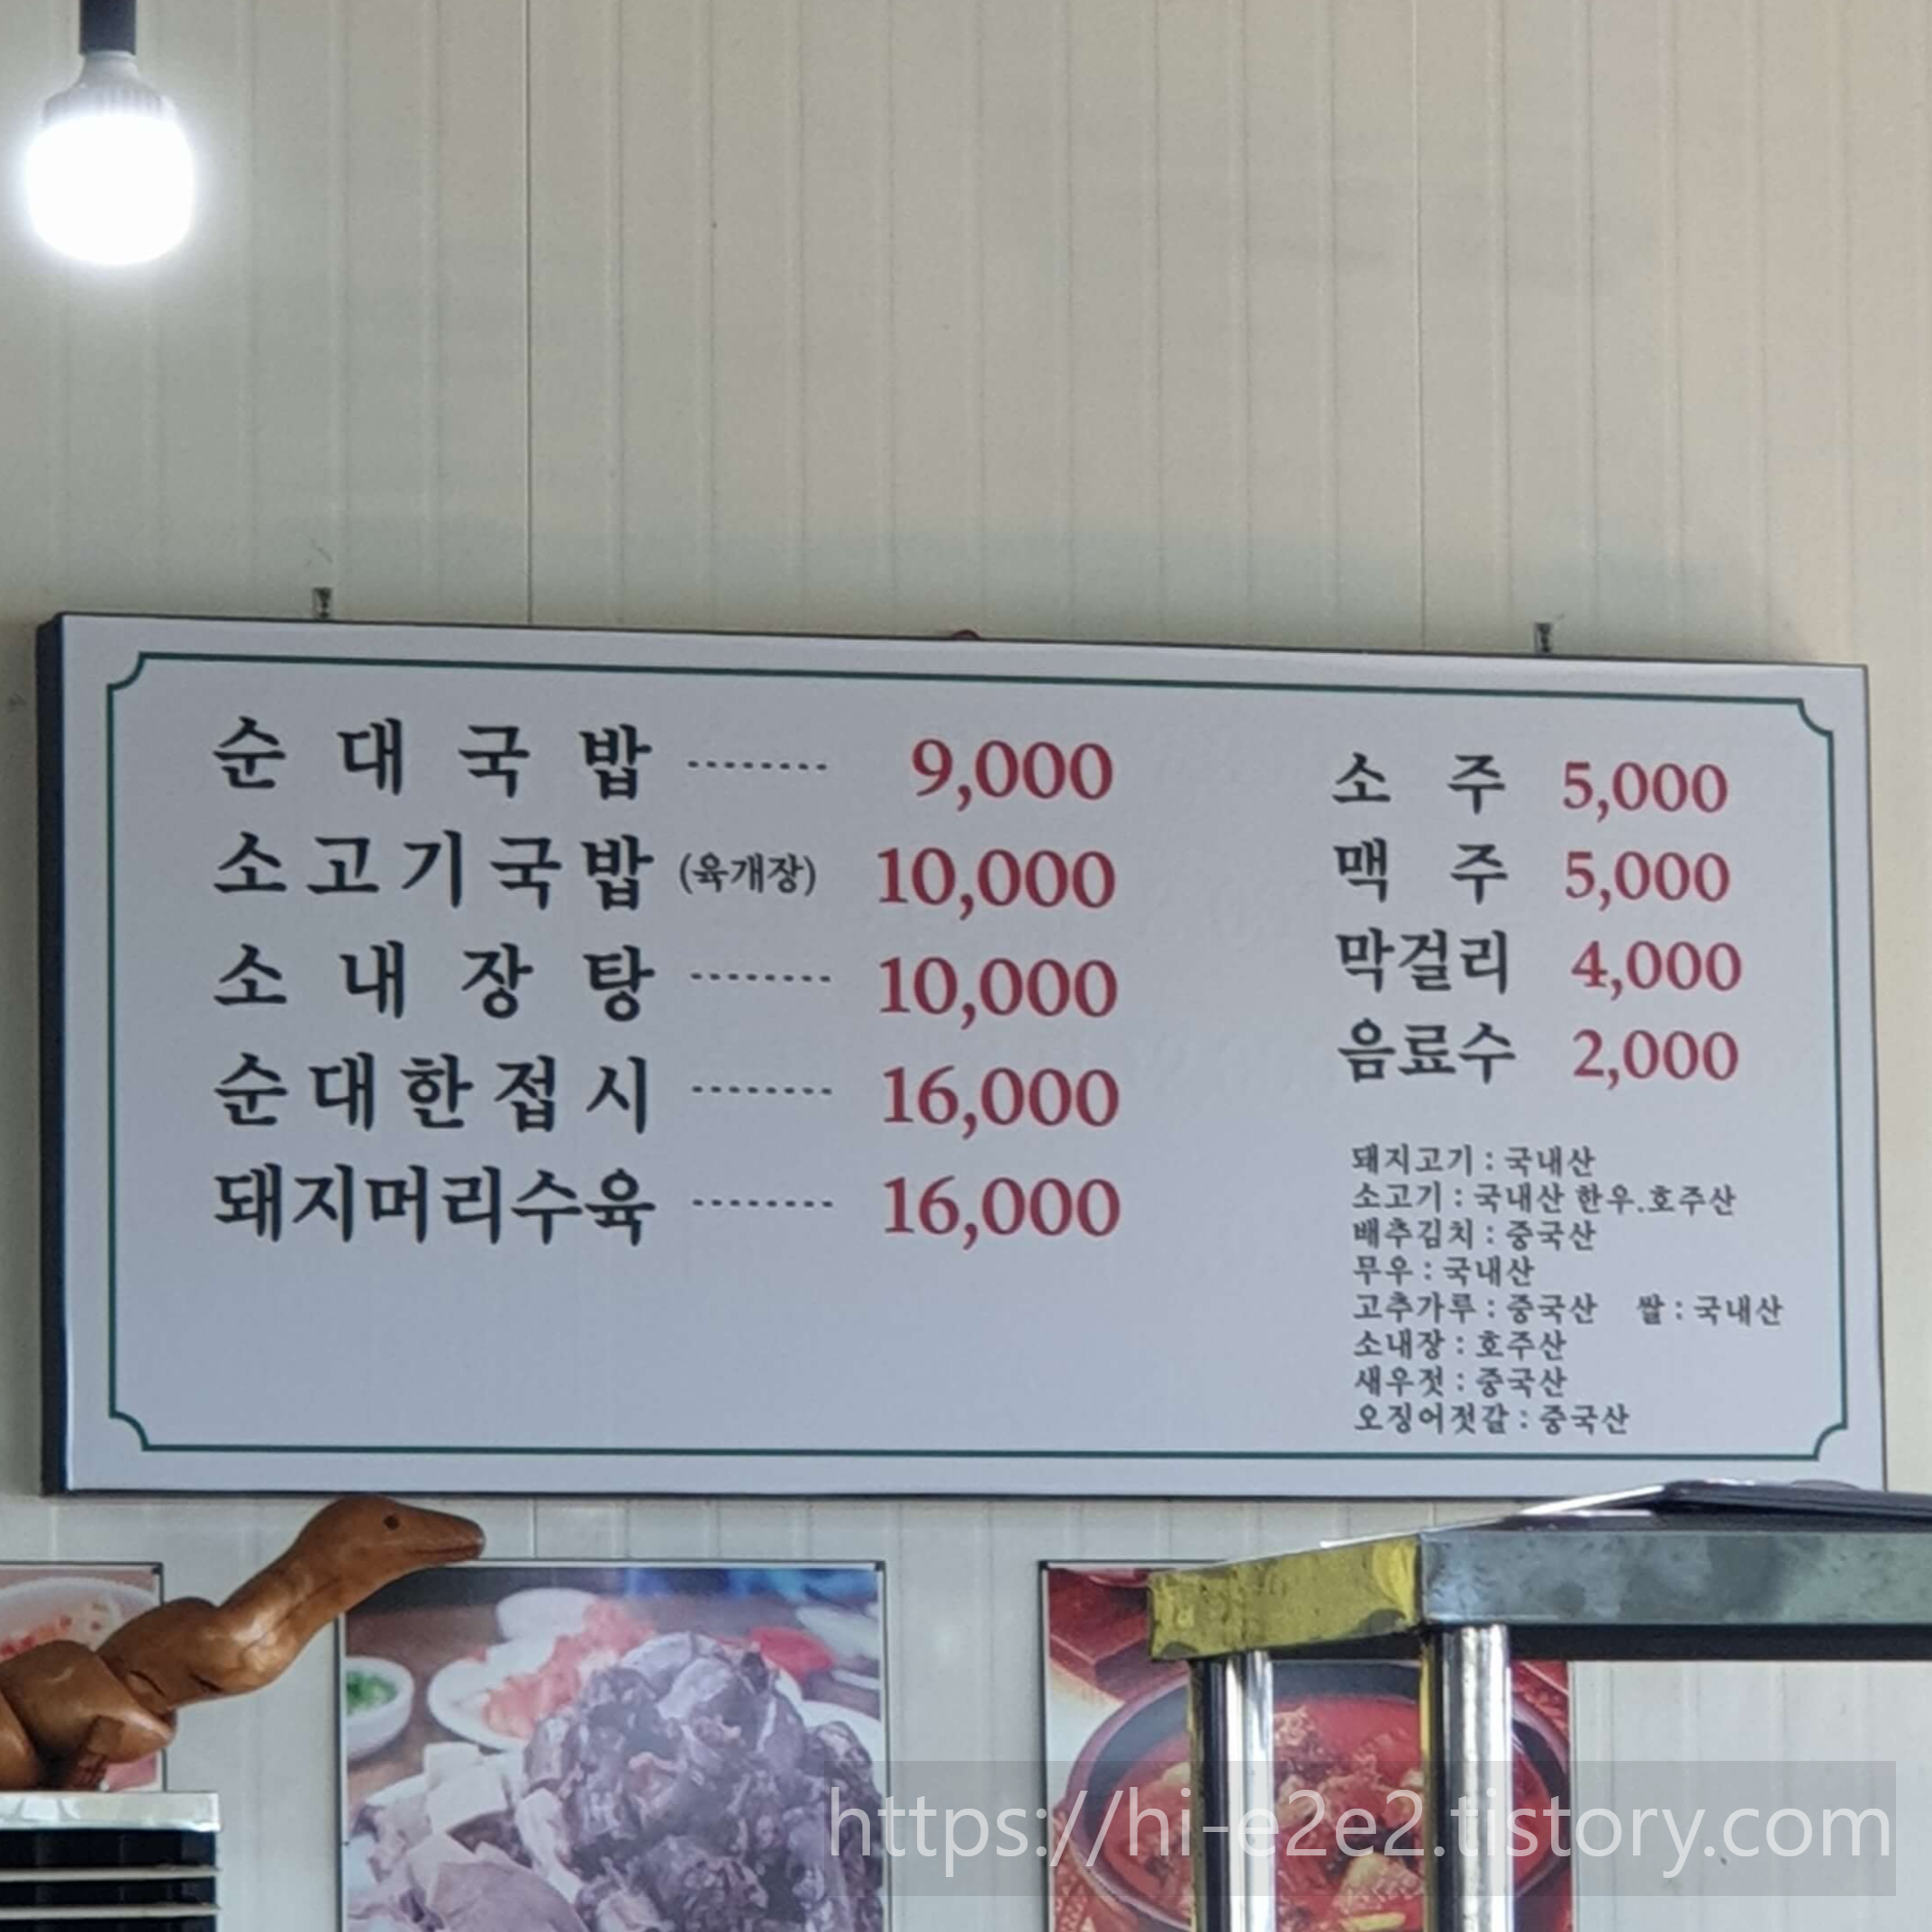 순대국밥 -------- 9,000
소고기국밥 (육개장) 10,000
소내장탕 -------- 10,000
순대한접시 -------- 16,000
돼지머리수육 -------- 16,000
소주 5,000
맥주 5,000
막걸리 4,000
음료수 2,000
돼지고기 : 국내산
소고기 : 국내산 한우.호주산
배추김치 : 중국산
무우 : 국내산
고추가루 : 중국산 쌀 : 국내산
소내장 : 호주산
새우젓 : 중국산
오징어젓갈 : 중국산
https://hi-e2e2.tistory.com